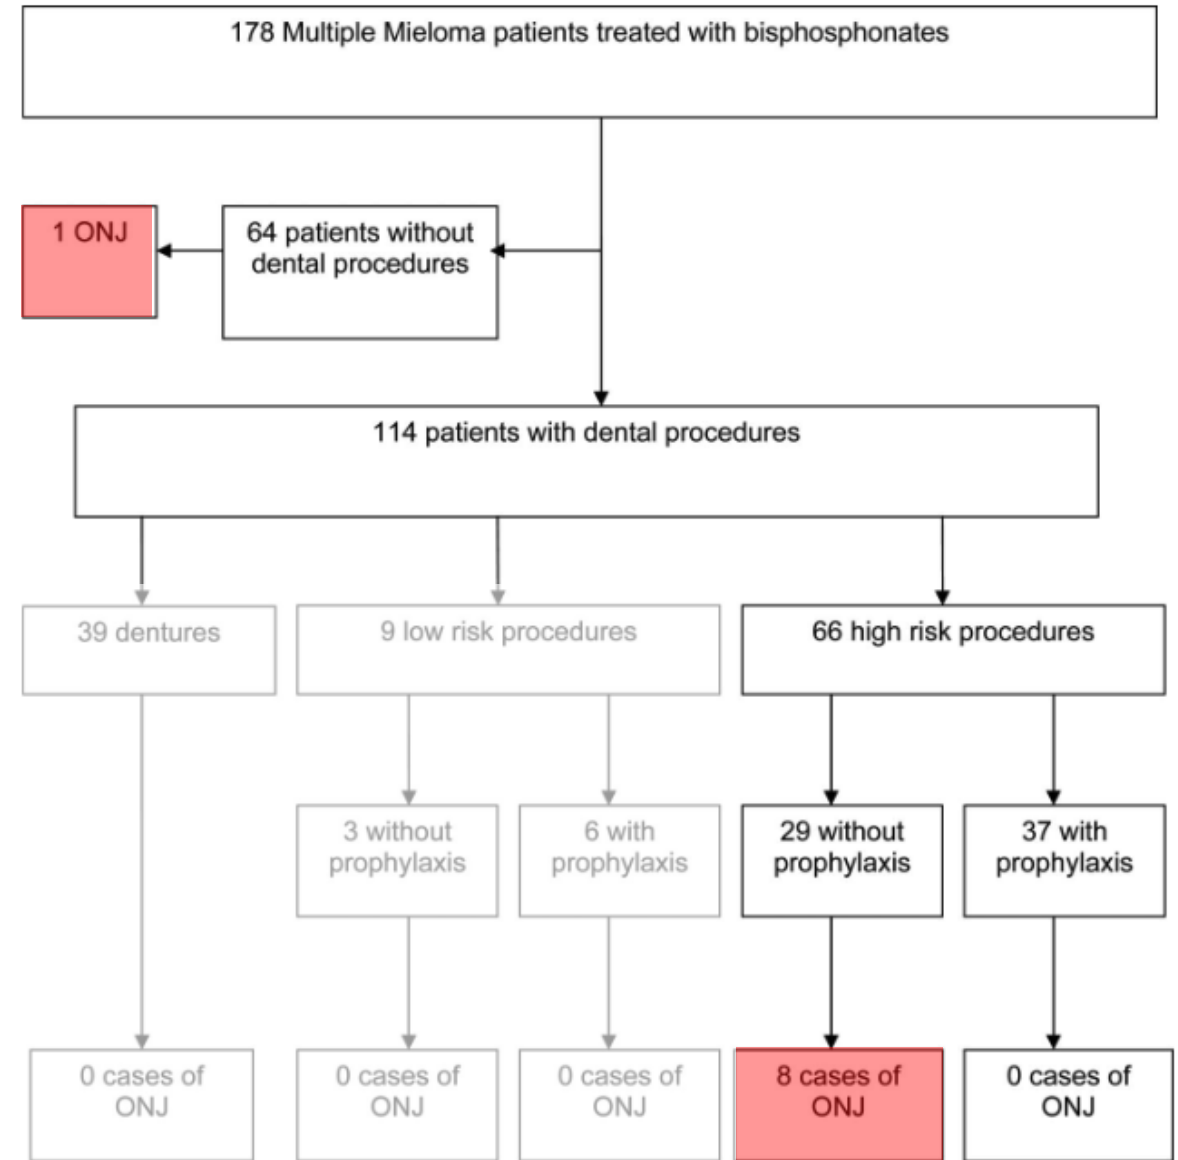 178 Multiple Mieloma patients treated with bisphosphonates
1 ONJ
64 patients without
dental procedures
114 patients with dental procedures
39 dentures
9 low risk procedures
66 high risk procedures
3 without
prophylaxis
6 with
prophylaxis
29 without
prophylaxis
37 with
prophylaxis
0 cases of
ONJ
0 cases of
ONJ
0 cases of
ONJ
8 cases of
ONJ
0 cases of
ONJ